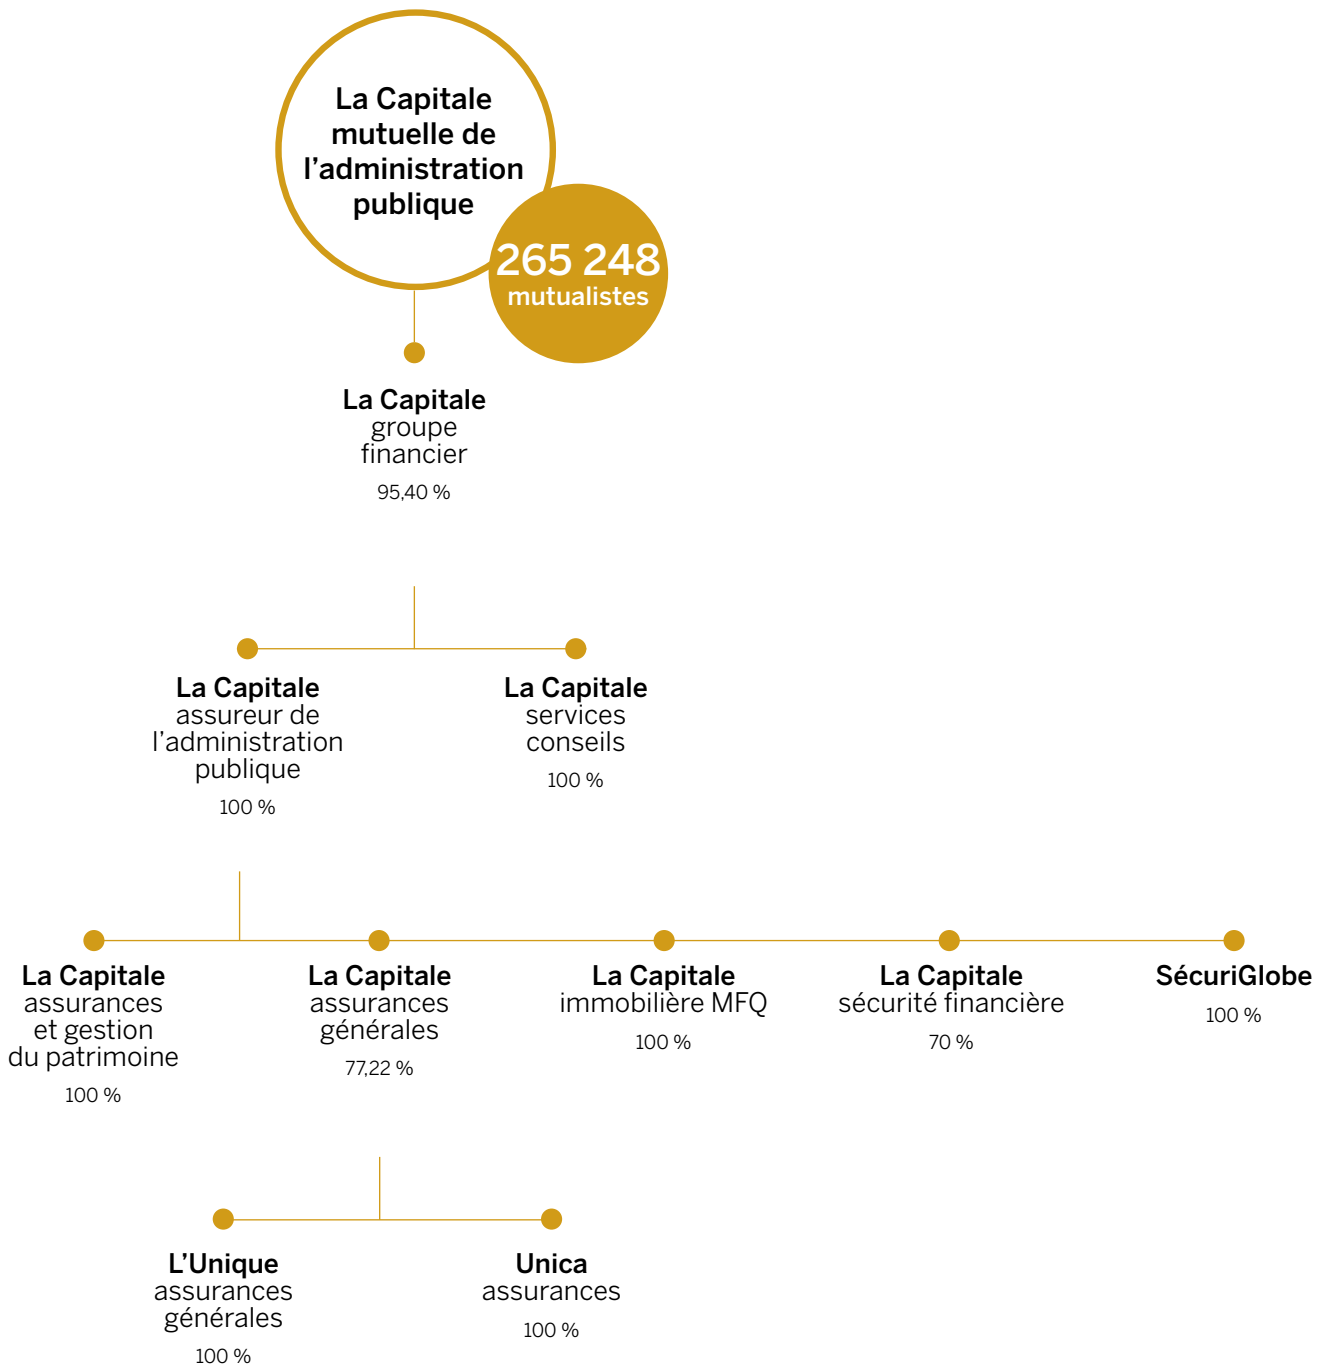 La Capitale
mutuelle de
l’administration
publique
265 248
mutualistes
La Capitale
groupe
financier
95,40 %
La Capitale
assureur de
l’administration
publique
100 %
La Capitale
services
conseils
100 %
La Capitale
assurances
et gestion
du patrimoine
100 %
La Capitale
assurances
générales
77,22 %
La Capitale
immobilière MFQ
100 %
La Capitale
sécurité financière
70 %
SécuriGlobe
100 %
L’Unique
assurances
générales
100 %
Unica
assurances
100 %